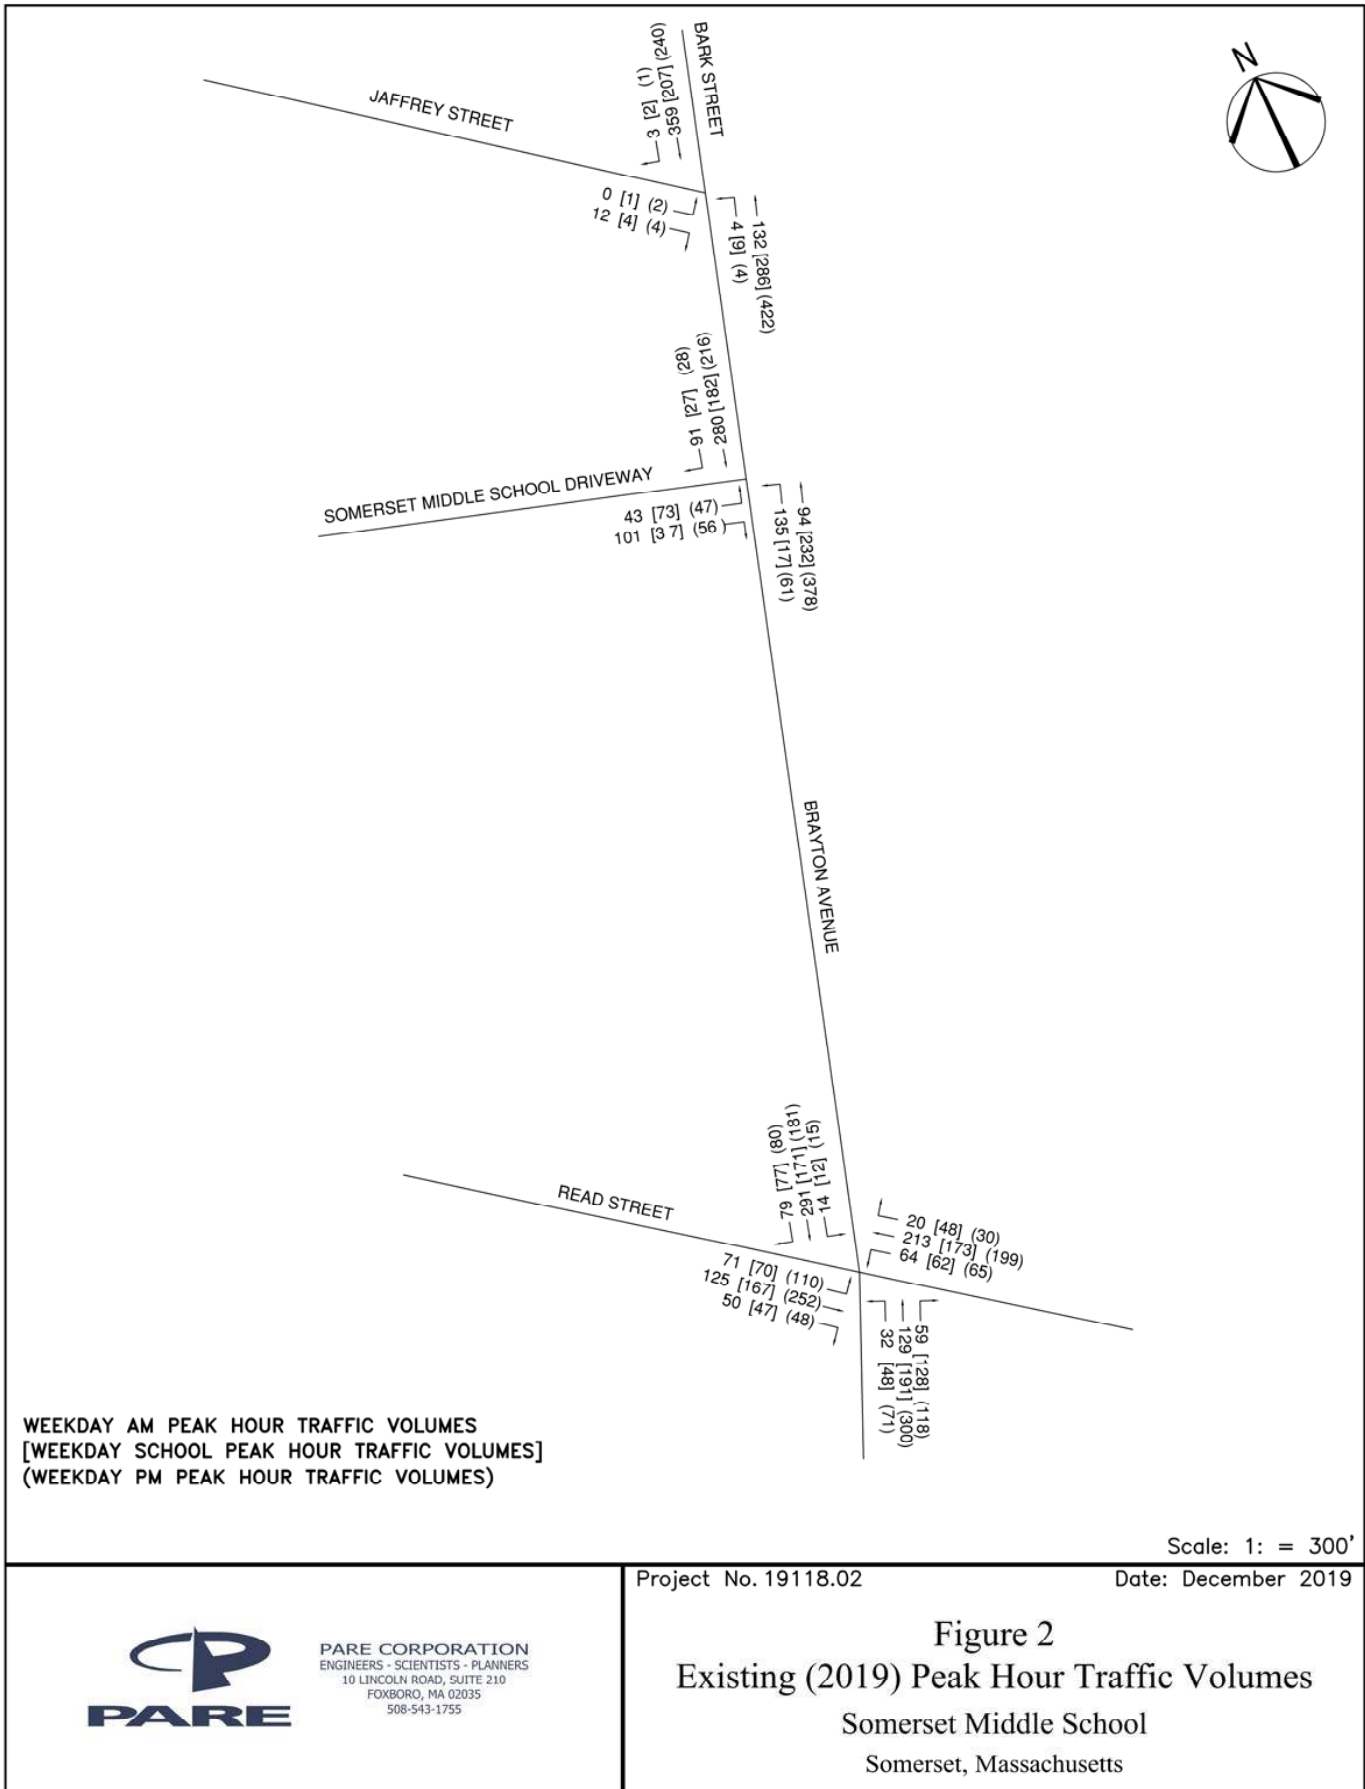 N
BARK STREET
359 [207] (240)
3 [2] (1)
JAFFREY STREET
0 [1] (2)
12 [4] (4)
132 [286] (422)
4 [9] (4)
280 [182] (216)
91 [27] (28)
SOMERSET MIDDLE SCHOOL DRIVEWAY
43 [73] (47)
101 [3 7] (56 )
94 [232] (378)
135 [17] (61)
BRAYTON AVENUE
14 [12] (15)
291 [171] (181)
79 [77] (80)
READ STREET
20 [48] (30)
213 [173] (199)
64 [62] (65)
71 [70] (110)
125 [167] (252)
50 [47] (48)
59 [128] (118)
129 [191] (300)
32 [48] (71)
WEEKDAY AM PEAK HOUR TRAFFIC VOLUMES
[WEEKDAY SCHOOL PEAK HOUR TRAFFIC VOLUMES]
(WEEKDAY PM PEAK HOUR TRAFFIC VOLUMES)
Scale: 1: = 300'
Project No. 19118.02
Date: December 2019
PARE
PARE CORPORATION
ENGINEERS - SCIENTISTS - PLANNERS
10 LINCOLN ROAD, SUITE 210
FOXBORO, MA 02035
508-543-1755
Figure 2
Existing (2019) Peak Hour Traffic Volumes
Somerset Middle School
Somerset, Massachusetts